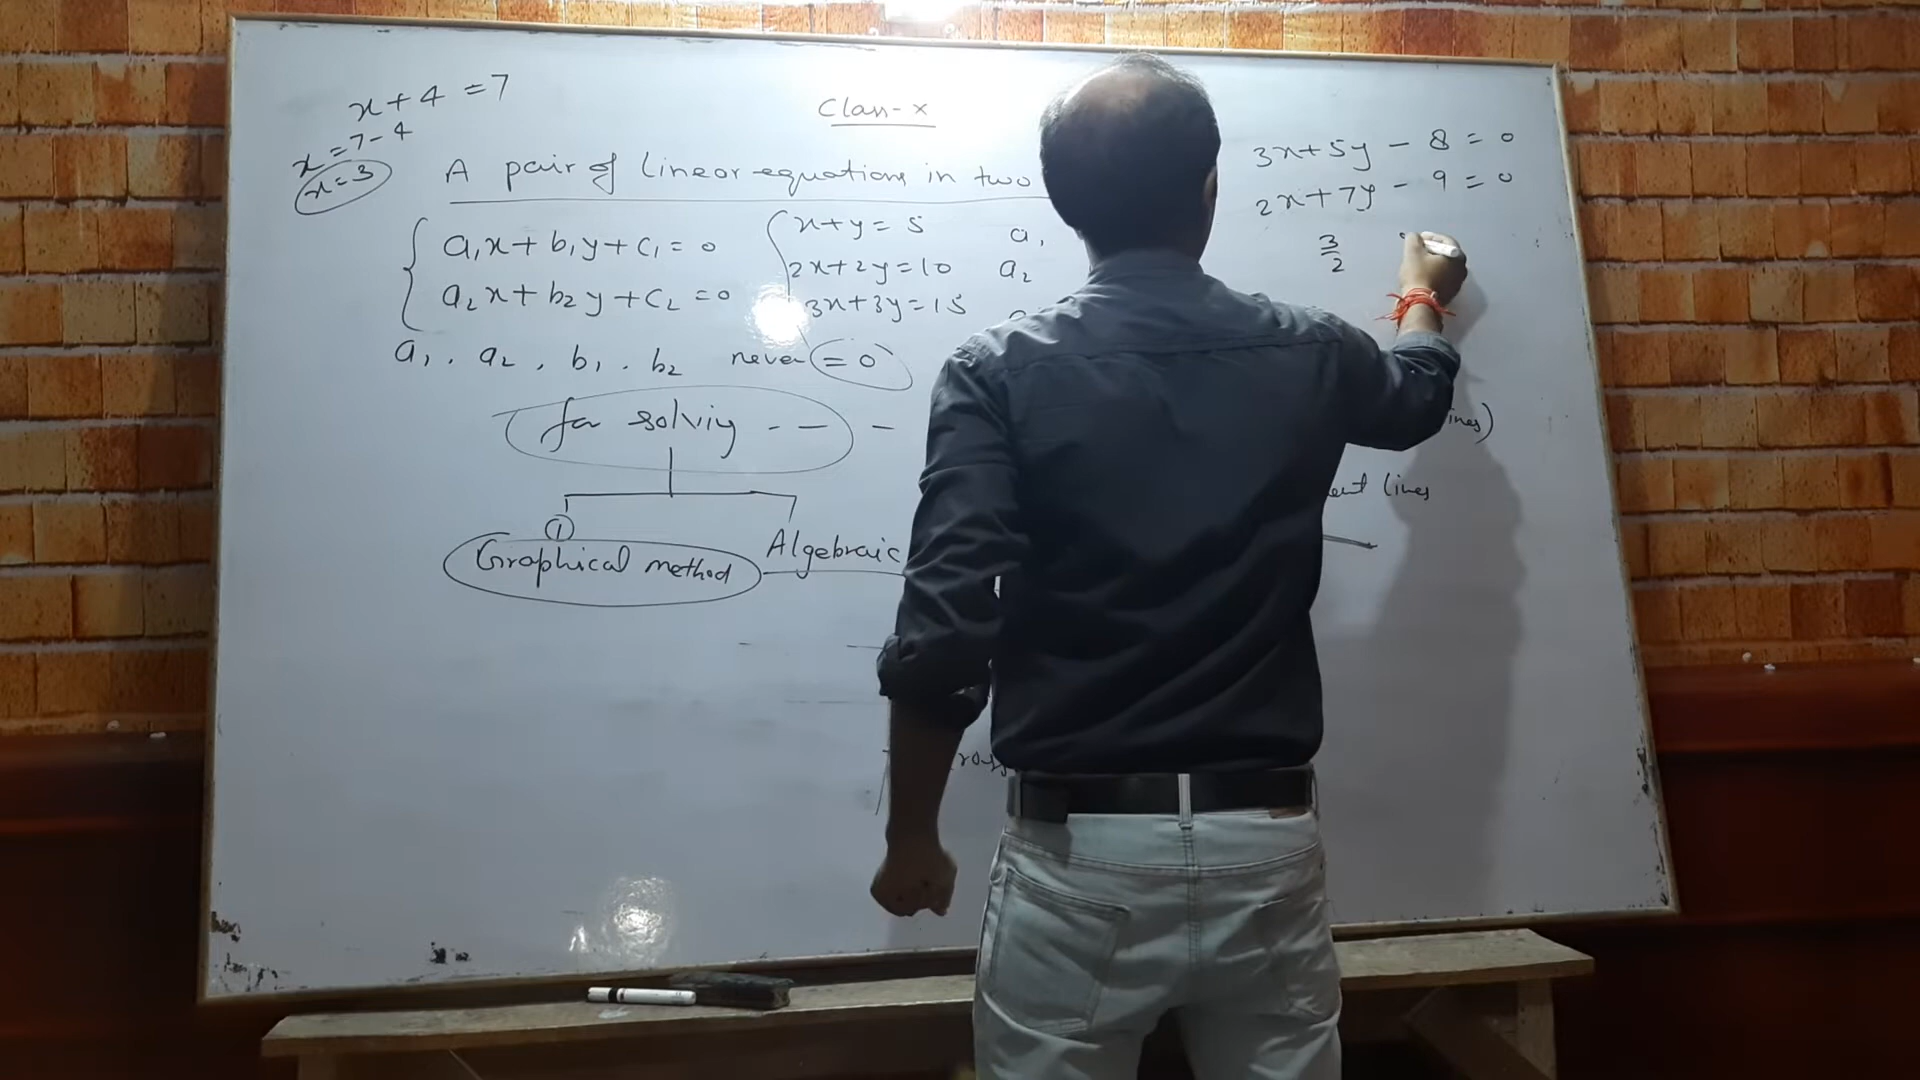 x + 4 = 7
x = 7 - 4
x = 3
Class - X
A pair of linear equations in two
a₁x + b₁y + c₁ = 0
a₂x + b₂y + c₂ = 0
x + y = 5
2x + 2y = 10
3x + 3y = 15
a₁
a₂
a₁ . a₂ , b₁ . b₂ never = 0
for solving - - -
① Graphical method
Algebraic
3x + 5y - 8 = 0
2x + 7y - 9 = 0
3/2
lines